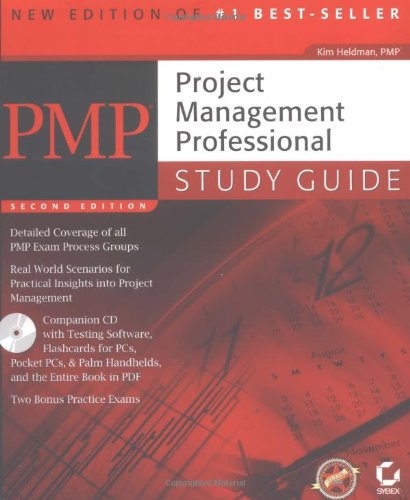 NEW EDITION OF #1 BEST-SELLER
Kim Heldman, PMP
PMP®
Project
Management
Professional
STUDY GUIDE
SECOND EDITION
Detailed Coverage of all
PMP Exam Process Groups
Real World Scenarios for
Practical Insights into Project
Management
Companion CD
with Testing Software,
Flashcards for PCs,
Pocket PCs, & Palm Handhelds,
and the Entire Book in PDF
Two Bonus Practice Exams
12
11
August
S M T W T F S
November
SYBEX